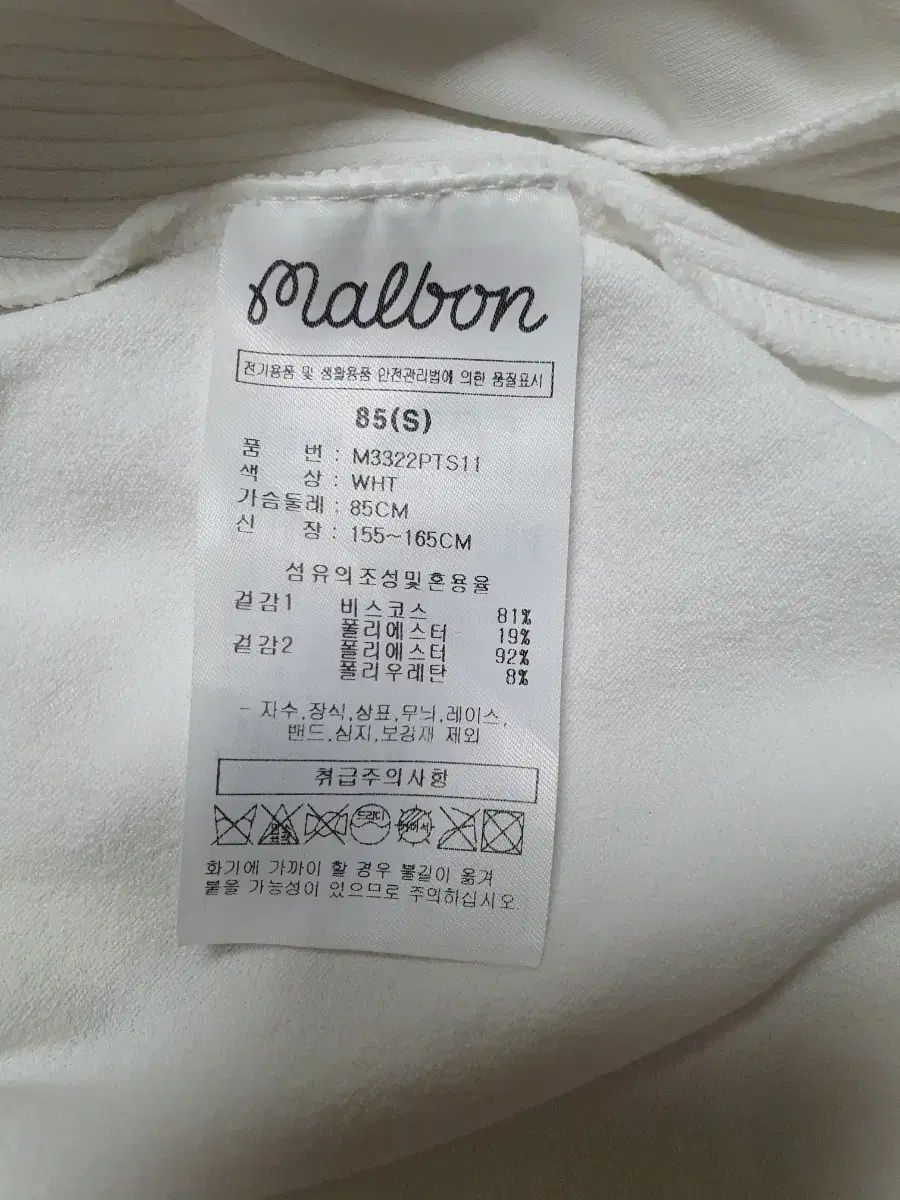 malbon
전기용품 및 생활용품 안전관리법에 의한 품질표시
85(S)
품 번 : M3322PTS11
색 상 : WHT
가슴둘레 : 85CM
신 장 : 155~165CM
섬유의조성및혼용율
겉감1 비스코스 81%
폴리에스터 19%
겉감2 폴리에스터 92%
폴리우레탄 8%
- 자수,장식,상표,무늬,레이스,
밴드,심지,보강재 제외
취급주의사항
드라이
화기에 가까이 할 경우 불길이 옮겨
붙을 가능성이 있으므로 주의하십시오.